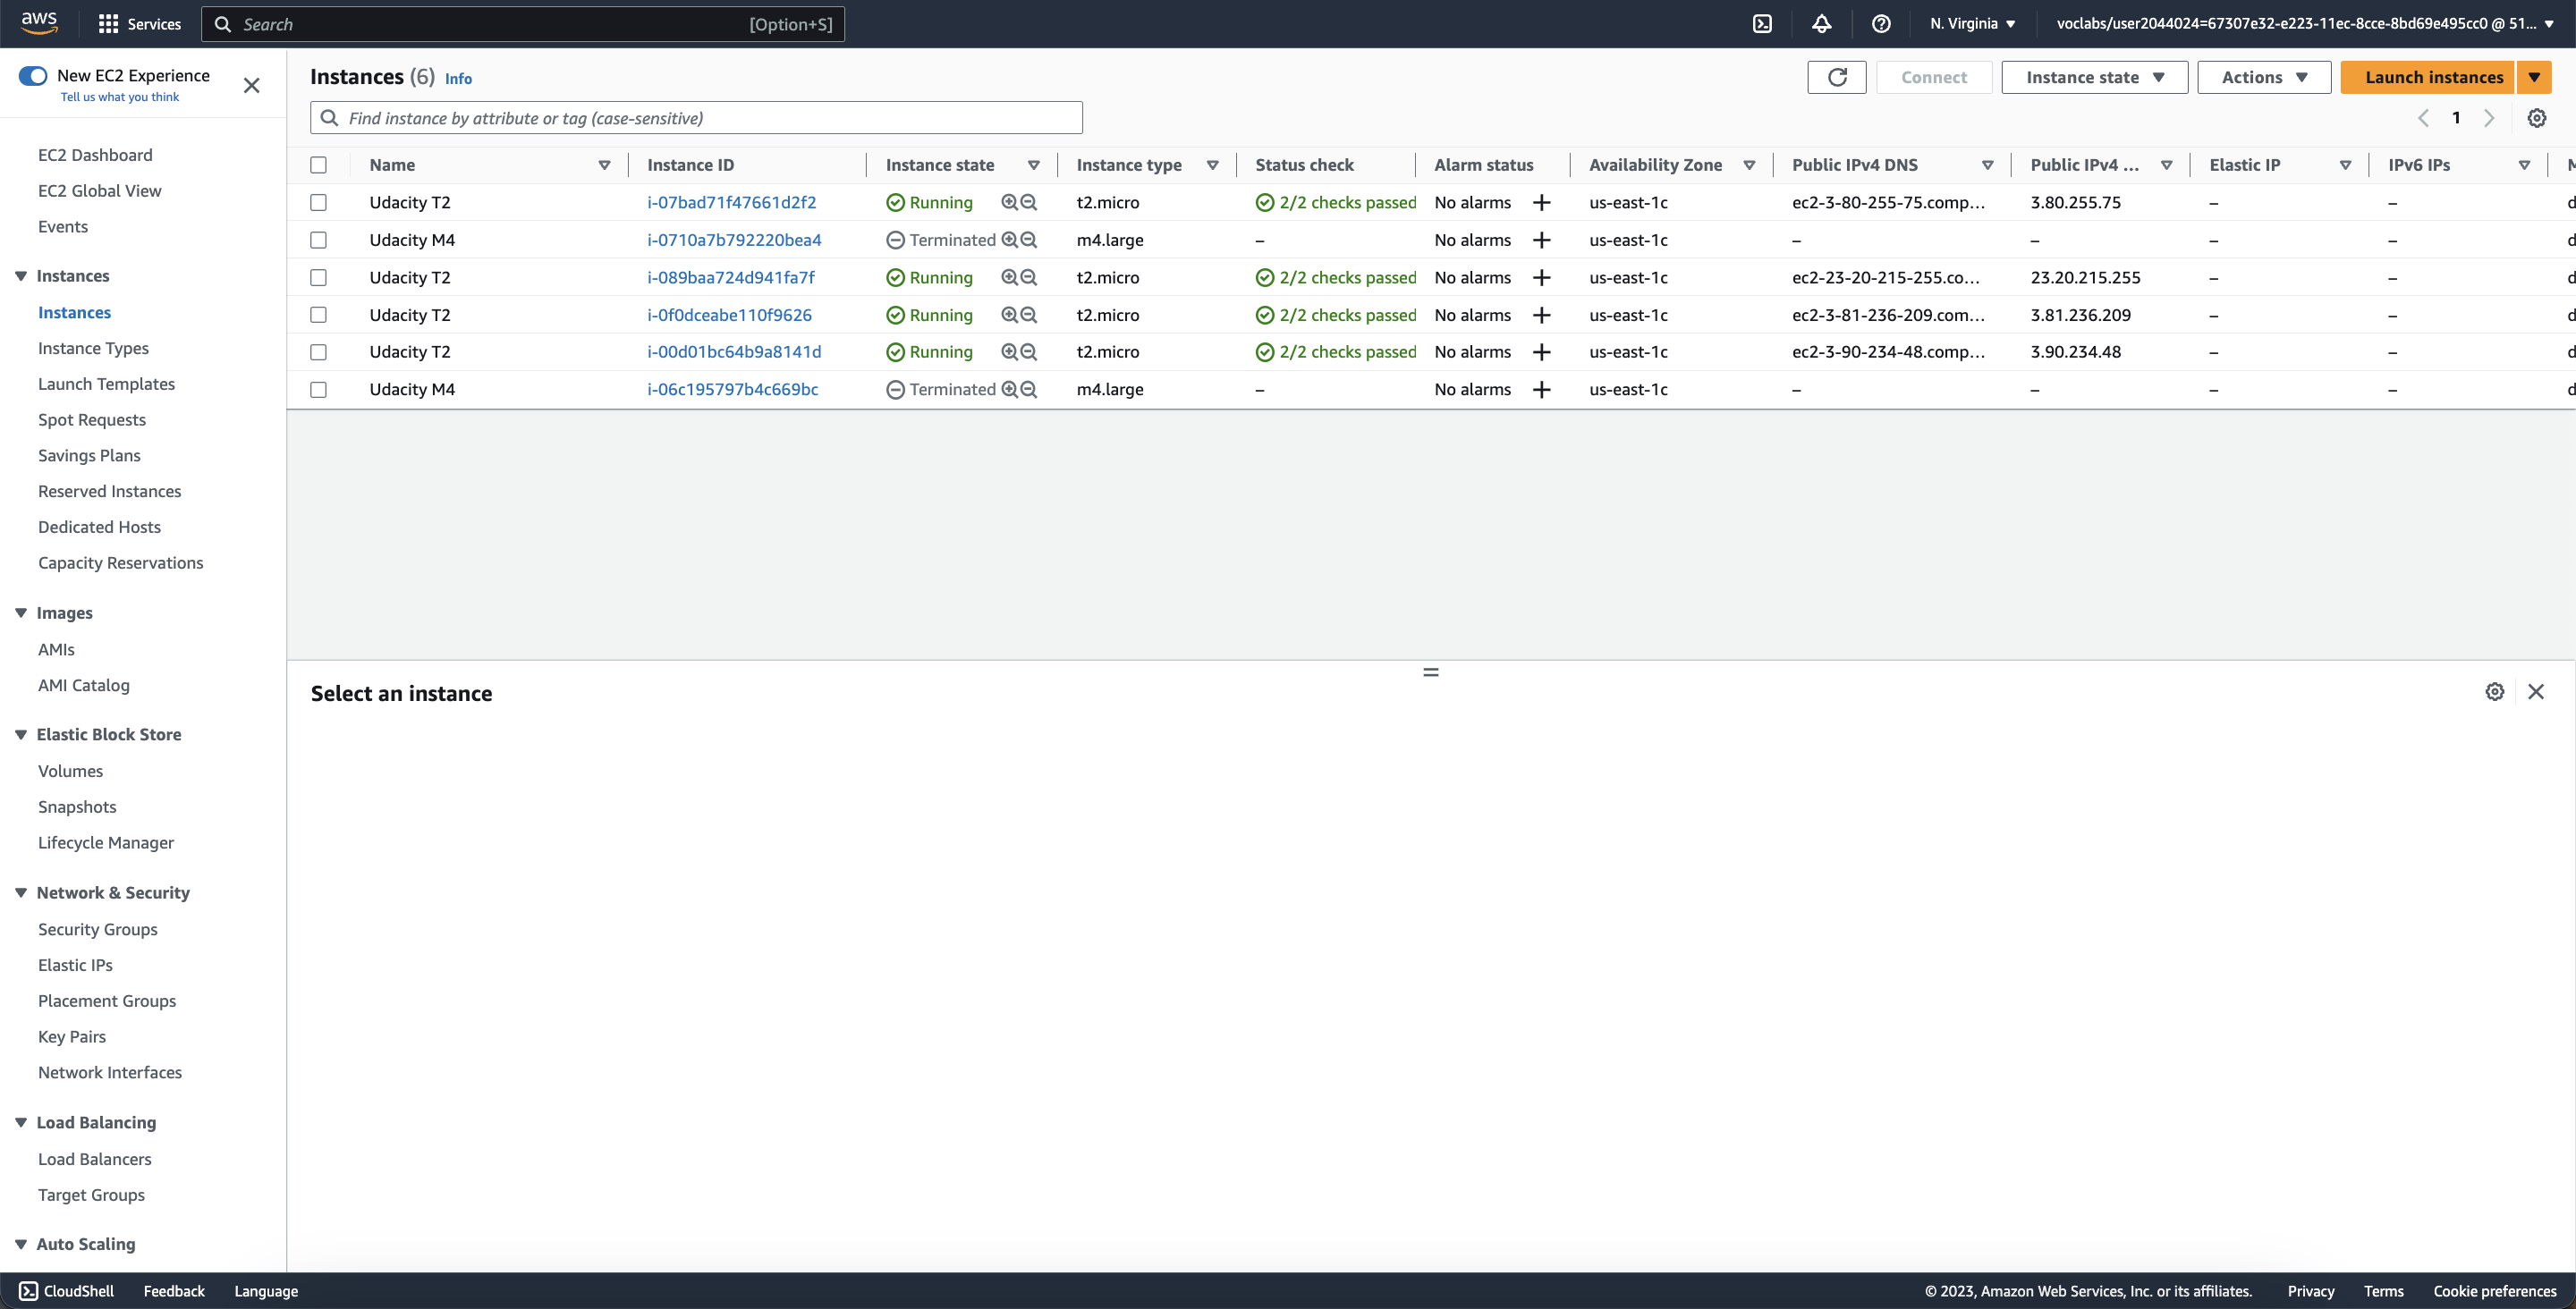 aws Services Search [Option+S] N. Virginia voclabs/user2044024=67307e32-e223-11ec-8cce-8bd69e495cc0 @ 51...
New EC2 Experience
Tell us what you think
EC2 Dashboard
EC2 Global View
Events
Instances
Instances
Instance Types
Launch Templates
Spot Requests
Savings Plans
Reserved Instances
Dedicated Hosts
Capacity Reservations
Images
AMIs
AMI Catalog
Elastic Block Store
Volumes
Snapshots
Lifecycle Manager
Network & Security
Security Groups
Elastic IPs
Placement Groups
Key Pairs
Network Interfaces
Load Balancing
Load Balancers
Target Groups
Auto Scaling
Instances (6) Info Connect Instance state Actions Launch instances
Find instance by attribute or tag (case-sensitive) 1
Name Instance ID Instance state Instance type Status check Alarm status Availability Zone Public IPv4 DNS Public IPv4 ... Elastic IP IPv6 IPs M
Udacity T2 i-07bad71f47661d2f2 Running t2.micro 2/2 checks passed No alarms + us-east-1c ec2-3-80-255-75.comp... 3.80.255.75 – – d
Udacity M4 i-0710a7b792220bea4 Terminated m4.large – No alarms + us-east-1c – – – – d
Udacity T2 i-089baa724d941fa7f Running t2.micro 2/2 checks passed No alarms + us-east-1c ec2-23-20-215-255.co... 23.20.215.255 – – d
Udacity T2 i-0f0dceabe110f9626 Running t2.micro 2/2 checks passed No alarms + us-east-1c ec2-3-81-236-209.com... 3.81.236.209 – – d
Udacity T2 i-00d01bc64b9a8141d Running t2.micro 2/2 checks passed No alarms + us-east-1c ec2-3-90-234-48.comp... 3.90.234.48 – – d
Udacity M4 i-06c195797b4c669bc Terminated m4.large – No alarms + us-east-1c – – – – d
Select an instance
CloudShell Feedback Language © 2023, Amazon Web Services, Inc. or its affiliates. Privacy Terms Cookie preferences